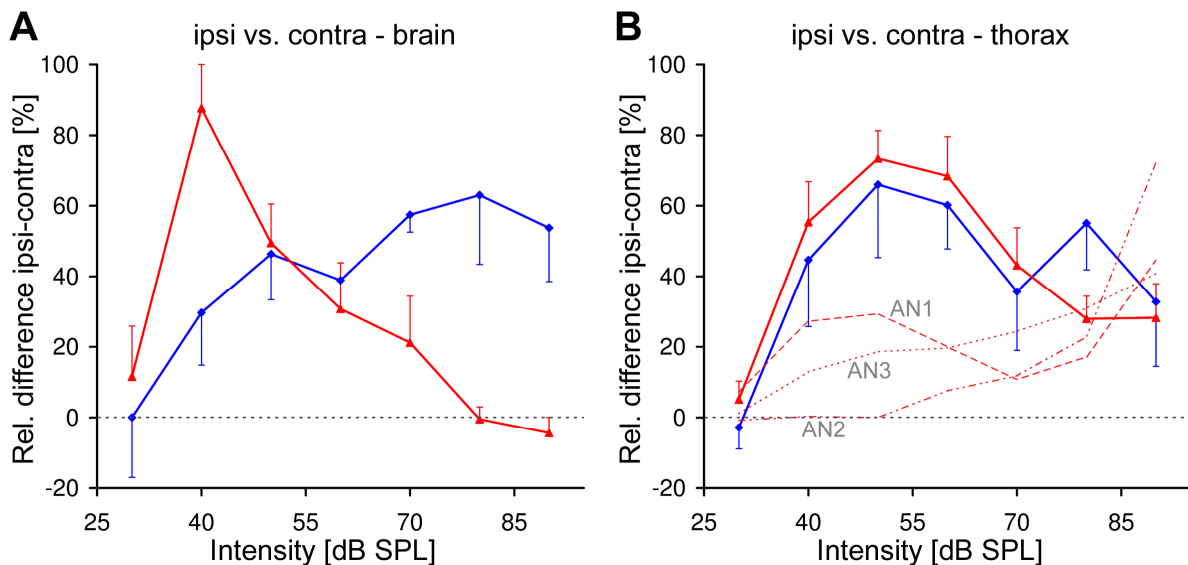 A
ipsi vs. contra - brain
Rel. difference ipsi-contra [%]
100
80
60
40
20
0
-20
25
40
55
70
85
Intensity [dB SPL]
B
ipsi vs. contra - thorax
Rel. difference ipsi-contra [%]
100
80
60
40
20
0
-20
AN1
AN3
AN2
25
40
55
70
85
Intensity [dB SPL]